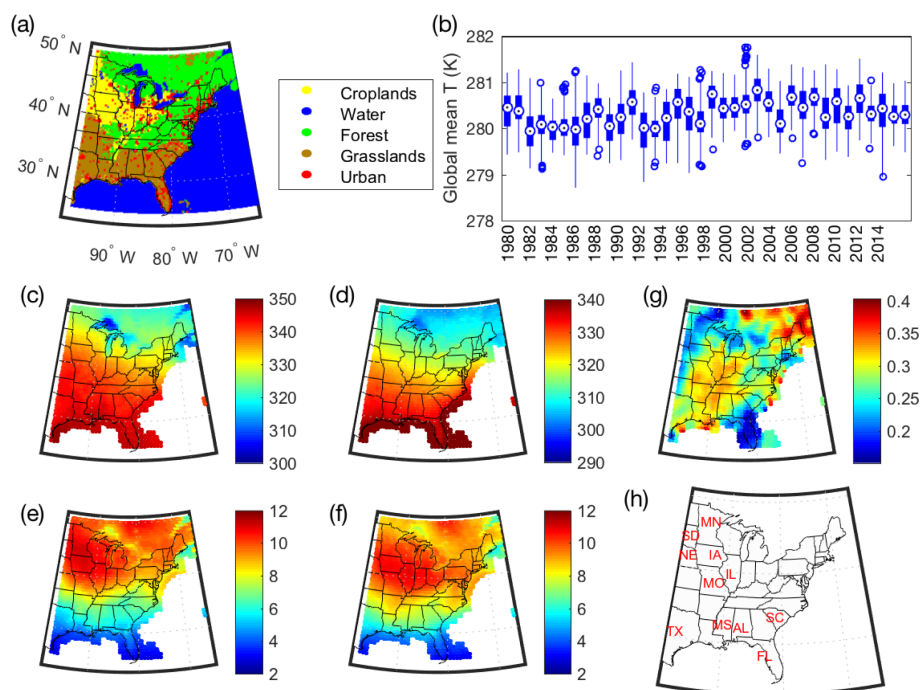 (a)
50° N
40° N
30° N
90° W
80° W
70° W
Croplands
Water
Forest
Grasslands
Urban
(b)
Global mean T (K)
282
281
280
279
278
1980
1982
1984
1986
1988
1990
1992
1994
1996
1998
2000
2002
2004
2006
2008
2010
2012
2014
(c)
350
340
330
320
310
300
(d)
340
330
320
310
300
290
(g)
0.4
0.35
0.3
0.25
0.2
(e)
12
10
8
6
4
2
(f)
12
10
8
6
4
2
(h)
MN
SD
NE
IA
IL
MO
SC
MS
AL
TX
FL